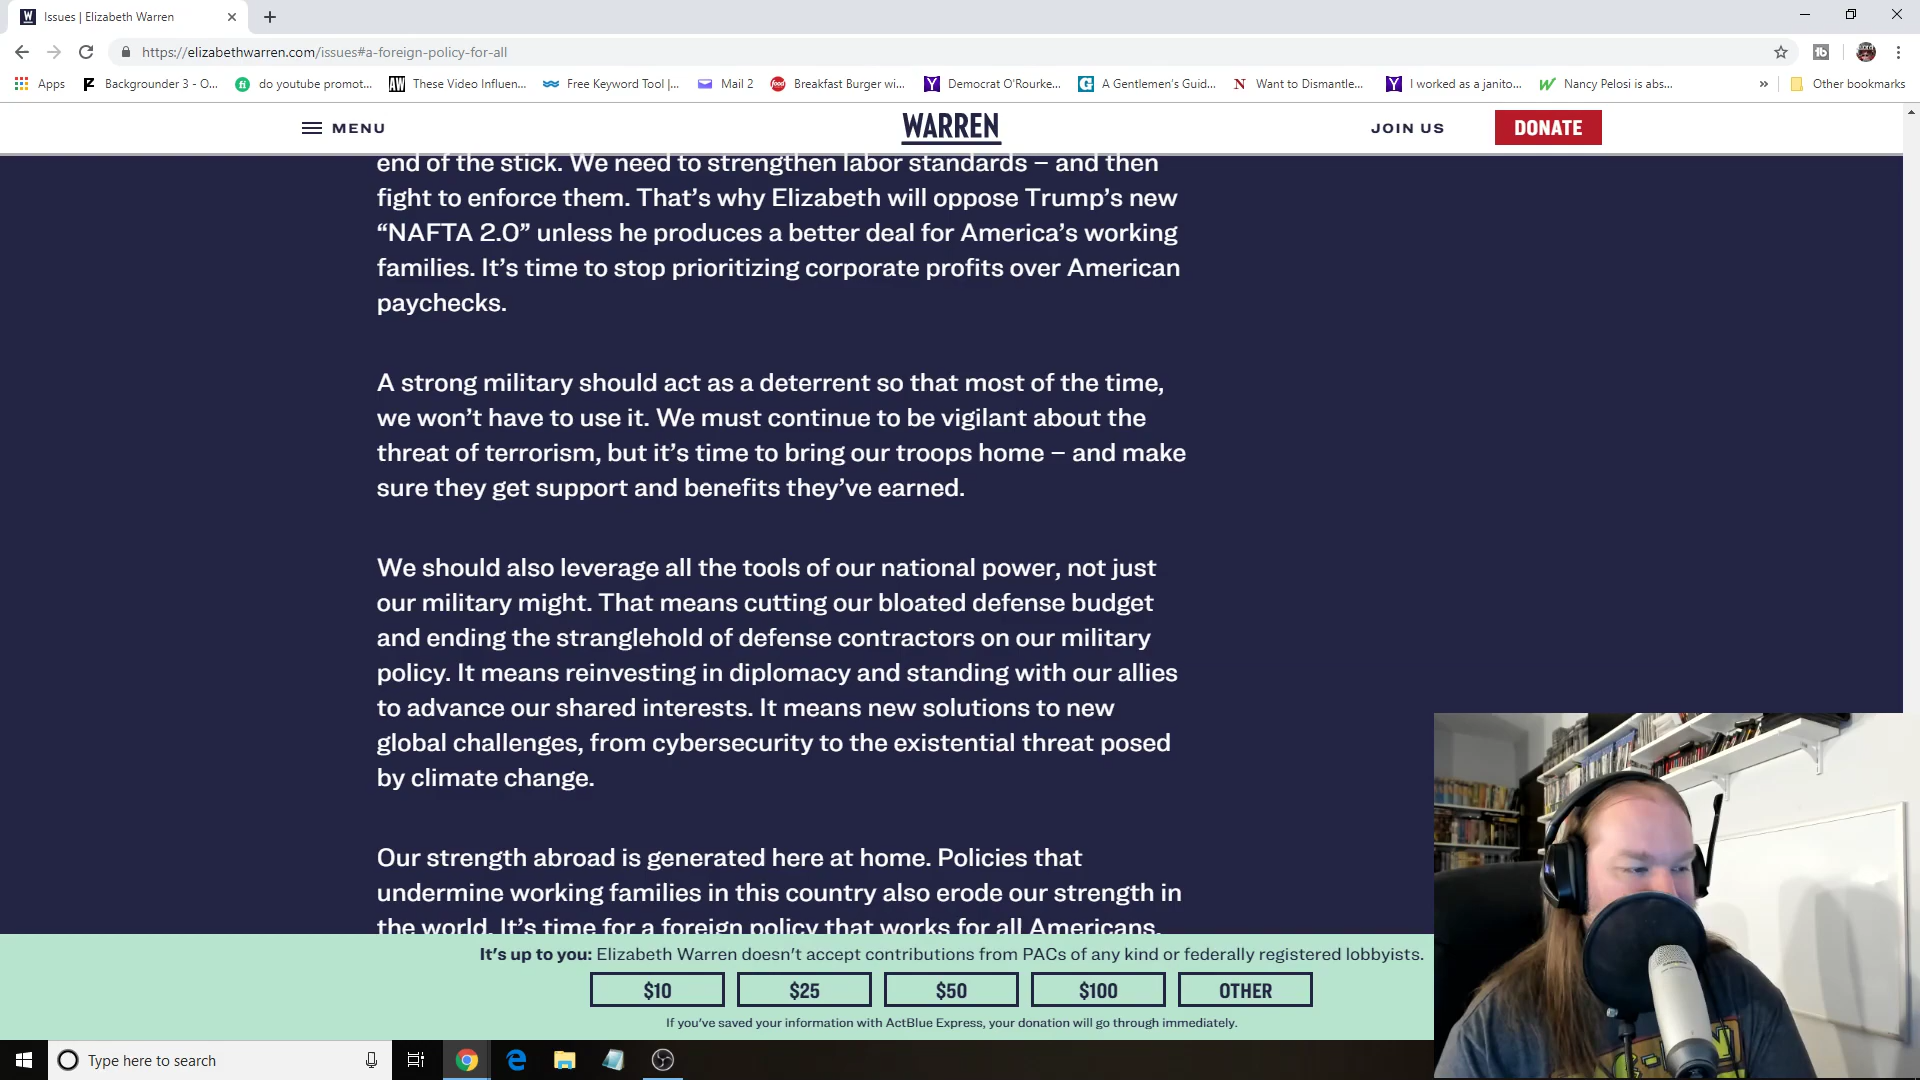 Issues | Elizabeth Warren
https://elizabethwarren.com/issues#a-foreign-policy-for-all
Apps
Backgrounder 3 - O...
do youtube promot...
These Video Influen...
Free Keyword Tool |...
Mail 2
Breakfast Burger wi...
Democrat O'Rourke...
A Gentlemen's Guid...
Want to Dismantle...
I worked as a janito...
Nancy Pelosi is abs...
»
Other bookmarks
MENU
WARREN
JOIN US
DONATE
end of the stick. We need to strengthen labor standards – and then
fight to enforce them. That’s why Elizabeth will oppose Trump’s new
“NAFTA 2.0” unless he produces a better deal for America’s working
families. It’s time to stop prioritizing corporate profits over American
paychecks.
A strong military should act as a deterrent so that most of the time,
we won’t have to use it. We must continue to be vigilant about the
threat of terrorism, but it’s time to bring our troops home – and make
sure they get support and benefits they’ve earned.
We should also leverage all the tools of our national power, not just
our military might. That means cutting our bloated defense budget
and ending the stranglehold of defense contractors on our military
policy. It means reinvesting in diplomacy and standing with our allies
to advance our shared interests. It means new solutions to new
global challenges, from cybersecurity to the existential threat posed
by climate change.
Our strength abroad is generated here at home. Policies that
undermine working families in this country also erode our strength in
the world. It’s time for a foreign policy that works for all Americans.
It’s up to you: Elizabeth Warren doesn’t accept contributions from PACs of any kind or federally registered lobbyists.
$10
$25
$50
$100
OTHER
If you’ve saved your information with ActBlue Express, your donation will go through immediately.
Type here to search